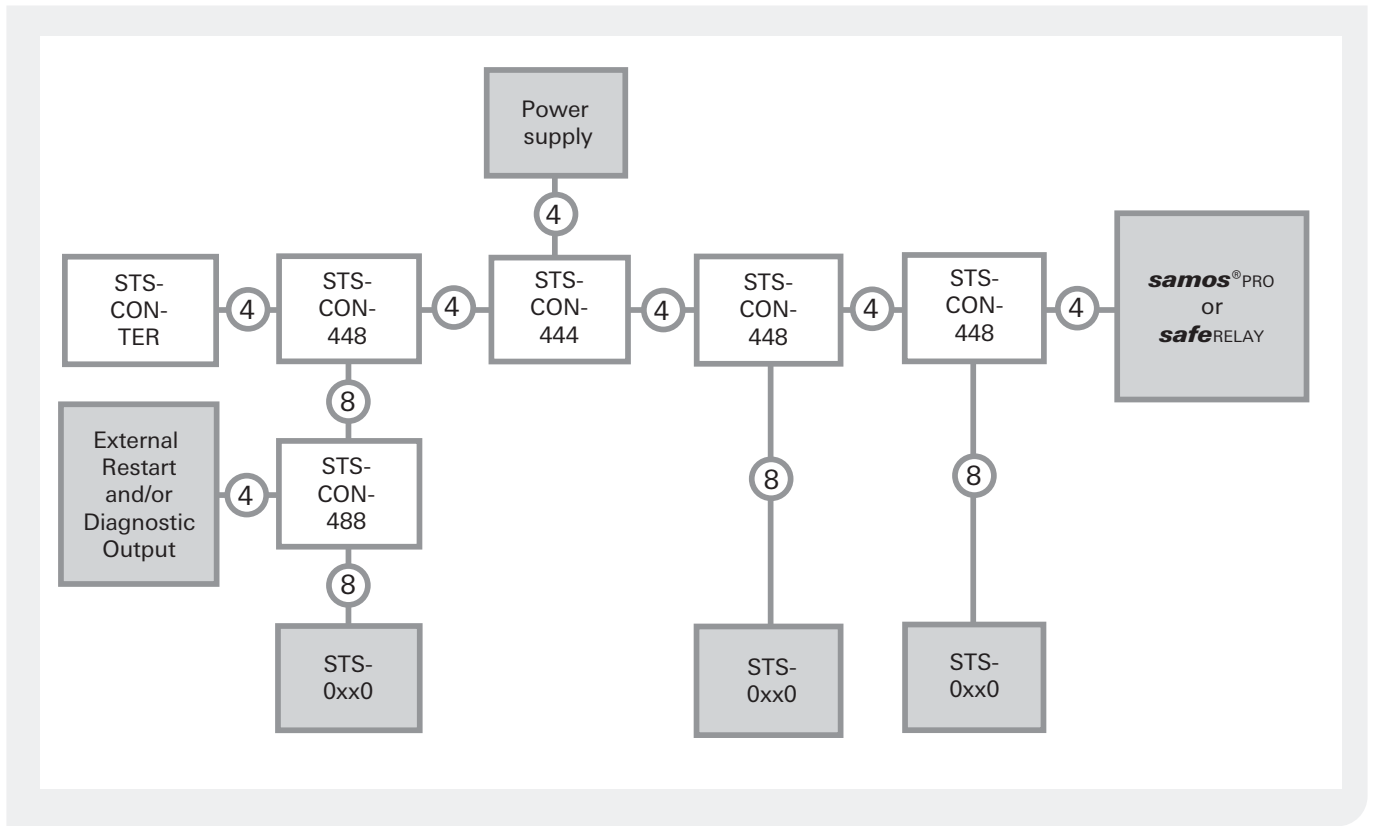 Power
supply
4
STS-
CON-
TER
4
STS-
CON-
448
4
STS-
CON-
444
4
STS-
CON-
448
4
STS-
CON-
448
4
samos®PRO
or
safeRELAY
8
8
8
External
Restart
and/or
Diagnostic
Output
4
STS-
CON-
488
8
STS-
0xx0
STS-
0xx0
STS-
0xx0